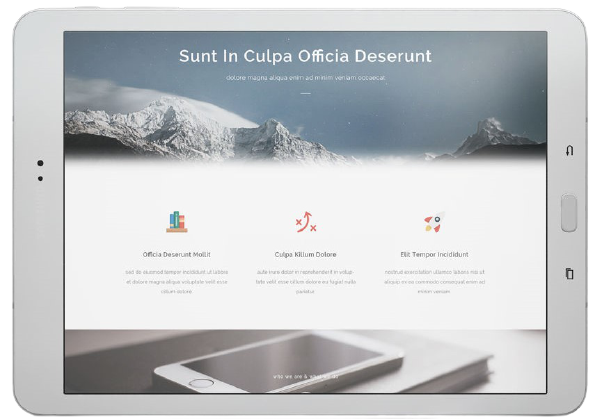 Sunt In Culpa Officia Deserunt
dolore magna aliqua enim ad minim veniam occaecat
Officia Deserunt Mollit
Culpa Killum Dolore
Elit Tempor Incididunt
sed do eiusmod tempor incididunt ut labore
et dolore magna aliqua voluptate velit esse
cillum dolore
aute irure dolor in reprehenderit in volup
tate velit esse cillum dolore eu fugiat nulla
pariatur
nostrud exercitation ullamco laboris nisi ut
aliquip ex ea commodo consequat enim ad
minim veniam
who we are & what we do